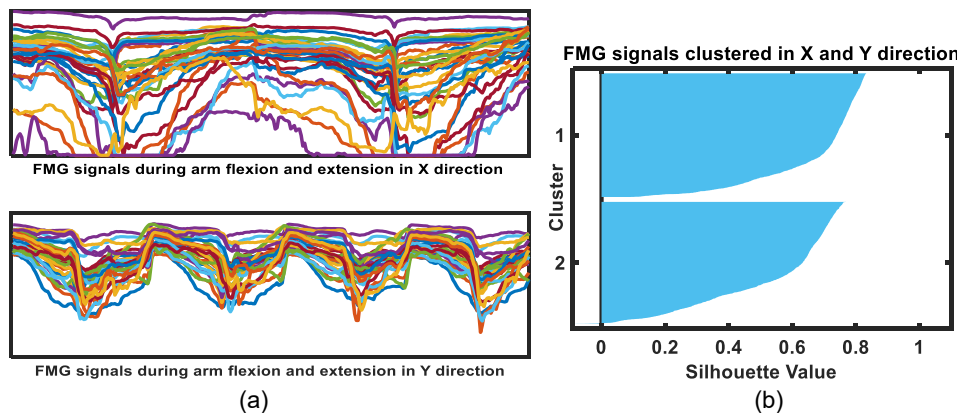 FMG signals during arm flexion and extension in X direction
FMG signals during arm flexion and extension in Y direction
(a)
FMG signals clustered in X and Y direction
Cluster
1
2
0 0.2 0.4 0.6 0.8 1
Silhouette Value
(b)